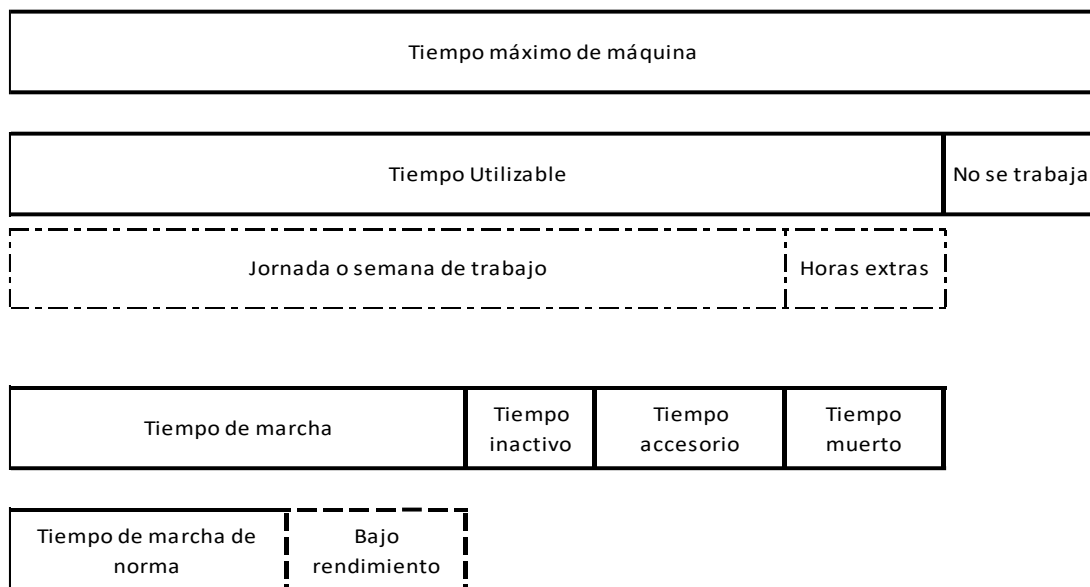 Tiempo máximo de máquina
Tiempo Utilizable
No se trabaja
Jornada o semana de trabajo
Horas extras
Tiempo de marcha
Tiempo
inactivo
Tiempo
accesorio
Tiempo
muerto
Tiempo de marcha de
norma
Bajo
rendimiento